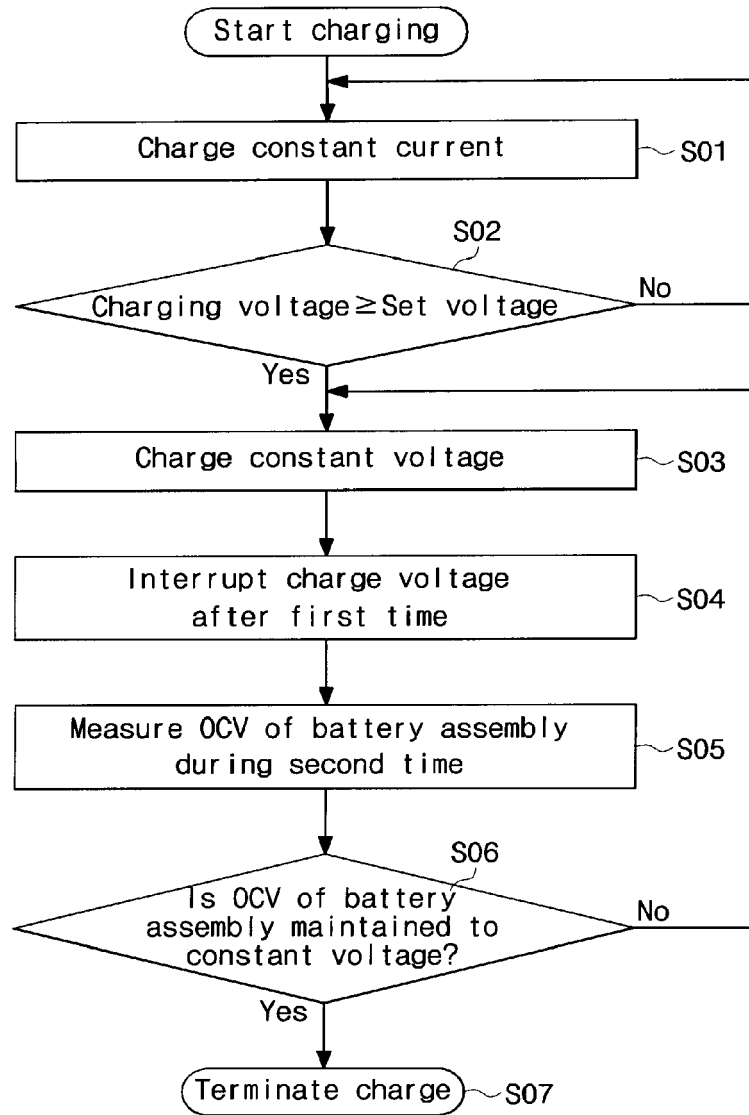 Start charging
Charge constant current
S01
S02
Charging voltage≧Set voltage
No
Yes
Charge constant voltage
S03
Interrupt charge voltage
after first time
S04
Measure OCV of battery assembly
during second time
S05
S06
Is OCV of battery
assembly maintained to
constant voltage?
No
Yes
Terminate charge
S07